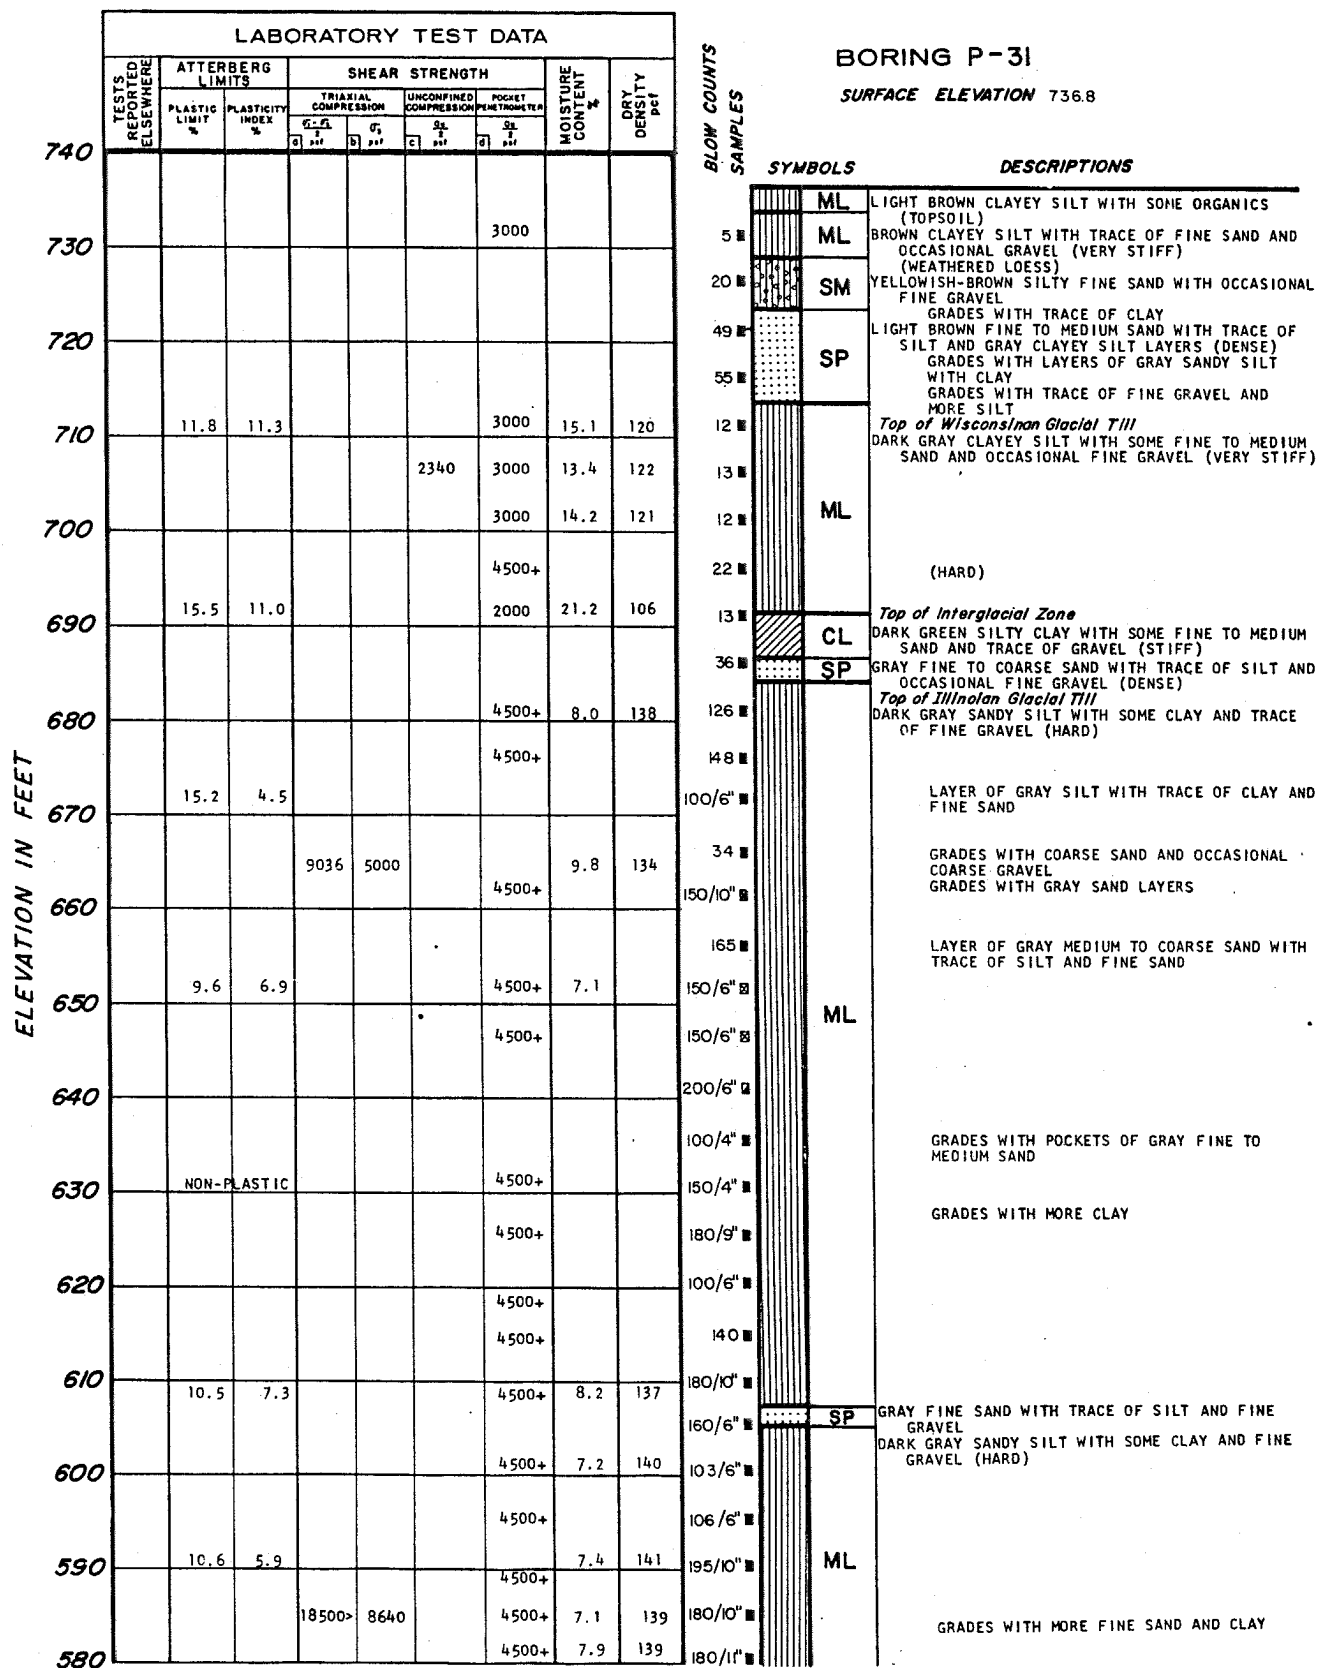 LABORATORY TEST DATA
TESTS REPORTED ELSEWHERE
ATTERBERG LIMITS
SHEAR STRENGTH
MOISTURE CONTENT %
DRY DENSITY pcf
PLASTIC LIMIT %
PLASTICITY INDEX %
TRIAXIAL COMPRESSION
UNCONFINED COMPRESSION
POCKET PENETROMETER
a psf
b psf
c psf
d psf
BLOW COUNTS
SAMPLES
BORING P-31
SURFACE ELEVATION 736.8
SYMBOLS
DESCRIPTIONS
ELEVATION IN FEET
740
ML LIGHT BROWN CLAYEY SILT WITH SOME ORGANICS
(TOPSOIL)
3000 5 ML BROWN CLAYEY SILT WITH TRACE OF FINE SAND AND
730 OCCASIONAL GRAVEL (VERY STIFF)
(WEATHERED LOESS)
20 SM YELLOWISH-BROWN SILTY FINE SAND WITH OCCASIONAL
FINE GRAVEL
GRADES WITH TRACE OF CLAY
49 LIGHT BROWN FINE TO MEDIUM SAND WITH TRACE OF
720 SILT AND GRAY CLAYEY SILT LAYERS (DENSE)
SP GRADES WITH LAYERS OF GRAY SANDY SILT
55 WITH CLAY
GRADES WITH TRACE OF FINE GRAVEL AND
MORE SILT
11.8 11.3 3000 15.1 120 12 Top of Wisconsinan Glacial Till
710 DARK GRAY CLAYEY SILT WITH SOME FINE TO MEDIUM
SAND AND OCCASIONAL FINE GRAVEL (VERY STIFF)
2340 3000 13.4 122 13
3000 14.2 121 12 ML
700
4500+ 22 (HARD)
15.5 11.0 2000 21.2 106 13 Top of Interglacial Zone
690 CL DARK GREEN SILTY CLAY WITH SOME FINE TO MEDIUM
SAND AND TRACE OF GRAVEL (STIFF)
36 SP GRAY FINE TO COARSE SAND WITH TRACE OF SILT AND
OCCASIONAL FINE GRAVEL (DENSE)
Top of Illinoian Glacial Till
4500+ 8.0 138 126 DARK GRAY SANDY SILT WITH SOME CLAY AND TRACE
680 OF FINE GRAVEL (HARD)
4500+ 148
15.2 4.5 100/6" LAYER OF GRAY SILT WITH TRACE OF CLAY AND
670 FINE SAND
34 GRADES WITH COARSE SAND AND OCCASIONAL
9036 5000 9.8 134 COARSE GRAVEL
4500+ 150/10" GRADES WITH GRAY SAND LAYERS
660
165 LAYER OF GRAY MEDIUM TO COARSE SAND WITH
TRACE OF SILT AND FINE SAND
9.6 6.9 4500+ 7.1 150/6"
650 ML
4500+ 150/6"
200/6"
640
100/4" GRADES WITH POCKETS OF GRAY FINE TO
MEDIUM SAND
NON-PLASTIC 4500+ 150/4"
630
GRADES WITH MORE CLAY
4500+ 180/9"
620 100/6"
4500+
4500+ 140
610 180/10"
10.5 7.3 4500+ 8.2 137
160/6" SP GRAY FINE SAND WITH TRACE OF SILT AND FINE
GRAVEL
DARK GRAY SANDY SILT WITH SOME CLAY AND FINE
GRAVEL (HARD)
4500+ 7.2 140 103/6"
600
4500+ 106/6"
10.6 5.9 7.4 141 195/10" ML
590
4500+
18500> 8640 4500+ 7.1 139 180/10"
GRADES WITH MORE FINE SAND AND CLAY
4500+ 7.9 139 180/11"
580